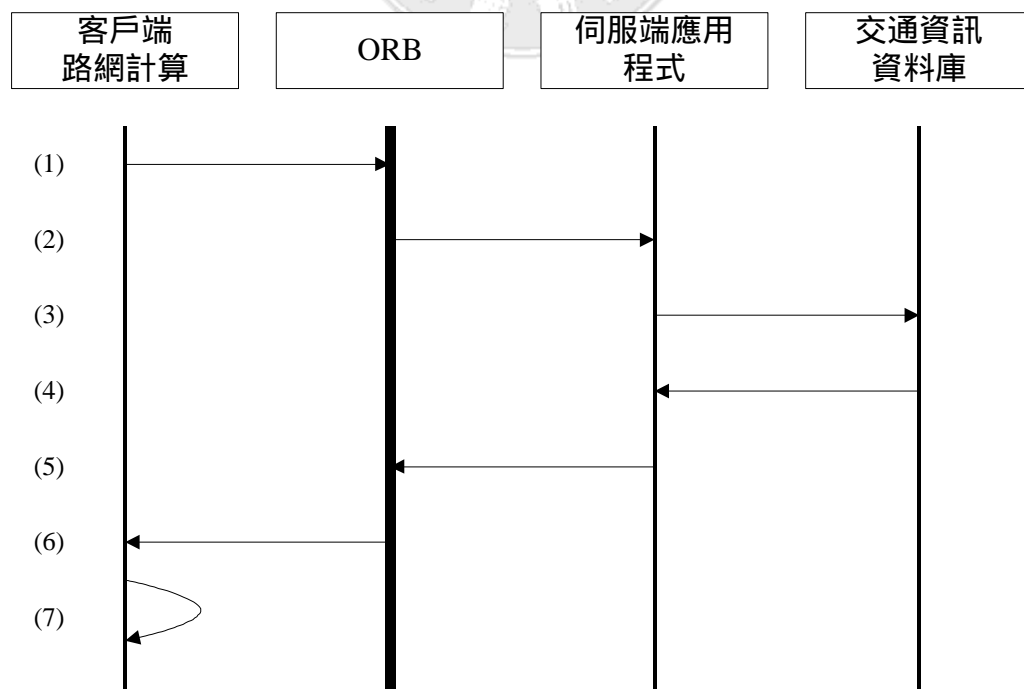 客戶端
路網計算
ORB
伺服端應用
程式
交通資訊
資料庫
(1)
(2)
(3)
(4)
(5)
(6)
(7)